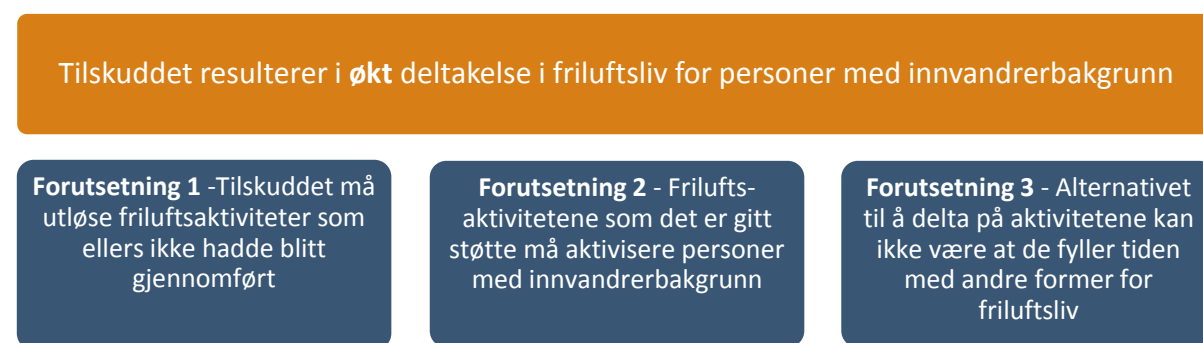 Tilskuddet resulterer i økt deltakelse i friluftsliv for personer med innvandrerbakgrunn
Forutsetning 1 -Tilskuddet må
utløse friluftsaktiviteter som
ellers ikke hadde blitt
gjennomført
Forutsetning 2 - Frilufts-
aktivitetene som det er gitt
støtte må aktivisere personer
med innvandrerbakgrunn
Forutsetning 3 - Alternativet
til å delta på aktivitetene kan
ikke være at de fyller tiden
med andre former for
friluftsliv